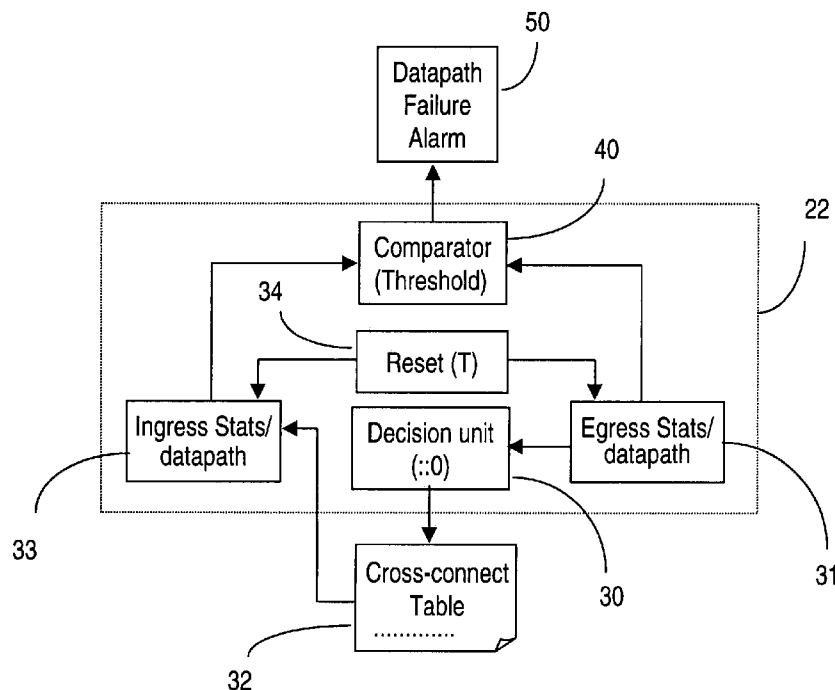 50
Datapath
Failure
Alarm
40
22
Comparator
(Threshold)
34
Reset (T)
Ingress Stats/
datapath
Decision unit
(::0)
Egress Stats/
datapath
33
30
31
Cross-connect
Table
.............
32